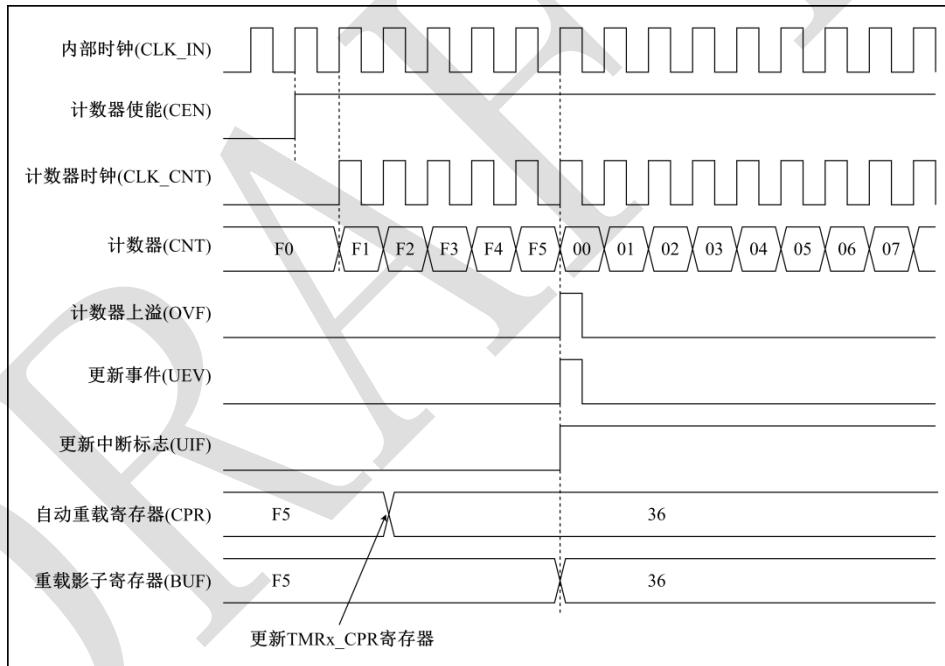 内部时钟(CLK_IN)
计数器使能(CEN)
计数器时钟(CLK_CNT)
计数器(CNT) F0 F1 F2 F3 F4 F5 00 01 02 03 04 05 06 07
计数器上溢(OVF)
更新事件(UEV)
更新中断标志(UIF)
自动重载寄存器(CPR) F5 36
重载影子寄存器(BUF) F5 36
更新TMRx_CPR寄存器